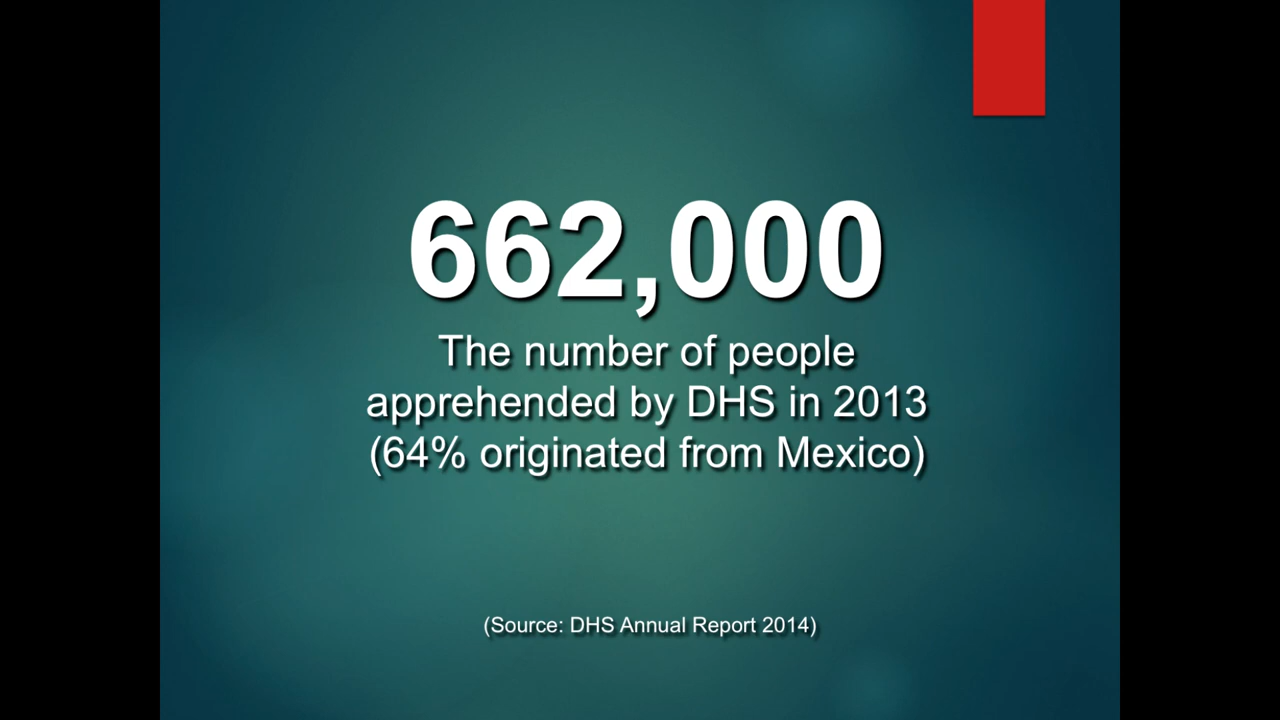 662,000
The number of people
apprehended by DHS in 2013
(64% originated from Mexico)
(Source: DHS Annual Report 2014)